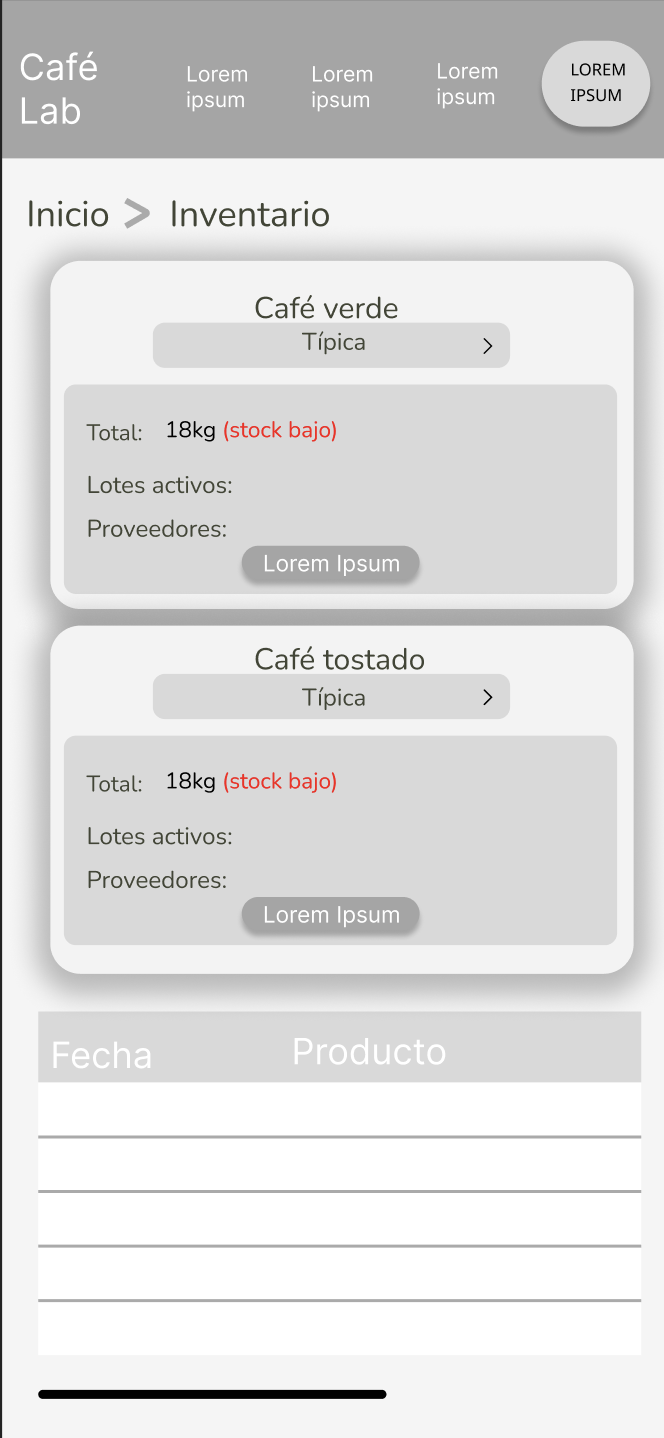 Café
Lab
Lorem
ipsum
Lorem
ipsum
Lorem
ipsum
LOREM
IPSUM
Inicio > Inventario
Café verde
Típica
Total: 18kg (stock bajo)
Lotes activos:
Proveedores:
Lorem Ipsum
Café tostado
Típica
Total: 18kg (stock bajo)
Lotes activos:
Proveedores:
Lorem Ipsum
Fecha Producto